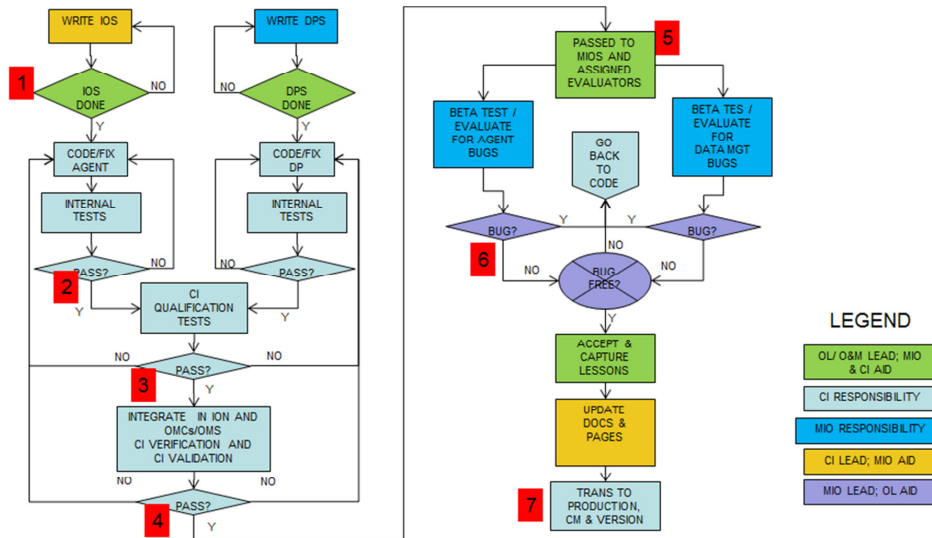 WRITE IOS
1
IOS
DONE
NO
Y
CODE/FIX
AGENT
INTERNAL
TESTS
PASS?
NO
2
Y
WRITE DPS
DPS
DONE
NO
Y
CODE/FIX
DP
INTERNAL
TESTS
PASS?
NO
Y
CI
QUALIFICATION
TESTS
NO
PASS?
NO
3
Y
INTEGRATE IN ION AND
OMCs/OMS
CI VERIFICATION AND
CI VALIDATION
NO
NO
PASS?
4
Y
PASSED TO
MIOS AND
ASSIGNED
EVALUATORS
5
BETA TEST /
EVALUATE
FOR AGENT
BUGS
GO
BACK
TO
CODE
BETA TES /
EVALUATE
FOR
DATA MGT
BUGS
BUG?
Y
Y
BUG?
6
NO
NO
NO
BUG
FREE?
Y
ACCEPT &
CAPTURE
LESSONS
UPDATE
DOCS &
PAGES
7
TRANS TO
PRODUCTION,
CM & VERSION
LEGEND
OL/ O&M LEAD; MIO
& CI AID
CI RESPONSIBILITY
MIO RESPONSIBILITY
CI LEAD; MIO AID
MIO LEAD; OL AID